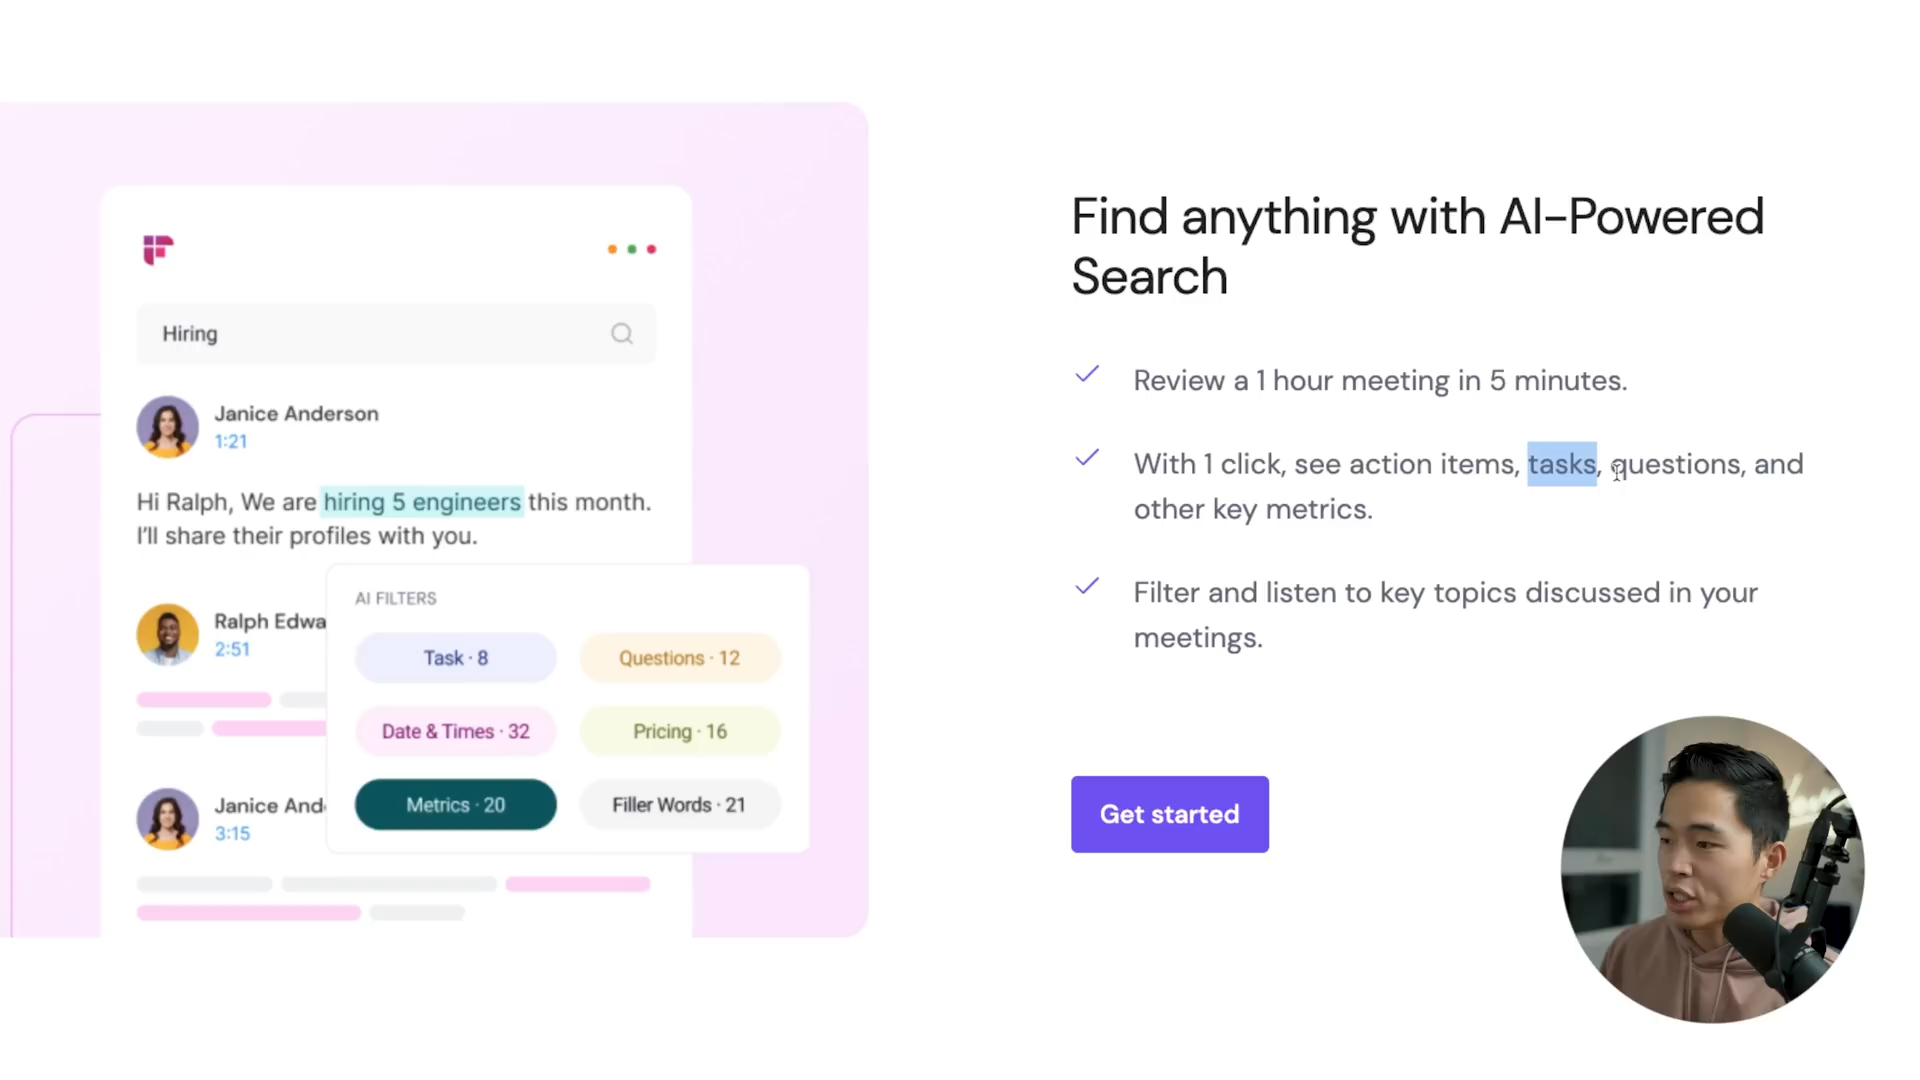 Hiring
Janice Anderson
1:21
Hi Ralph, We are hiring 5 engineers this month.
I'll share their profiles with you.
Ralph Edwa
2:51
Janice And
3:15
AI FILTERS
Task · 8
Questions · 12
Date & Times · 32
Pricing · 16
Metrics · 20
Filler Words · 21
Find anything with AI-Powered
Search
Review a 1 hour meeting in 5 minutes.
With 1 click, see action items, tasks, questions, and
other key metrics.
Filter and listen to key topics discussed in your
meetings.
Get started